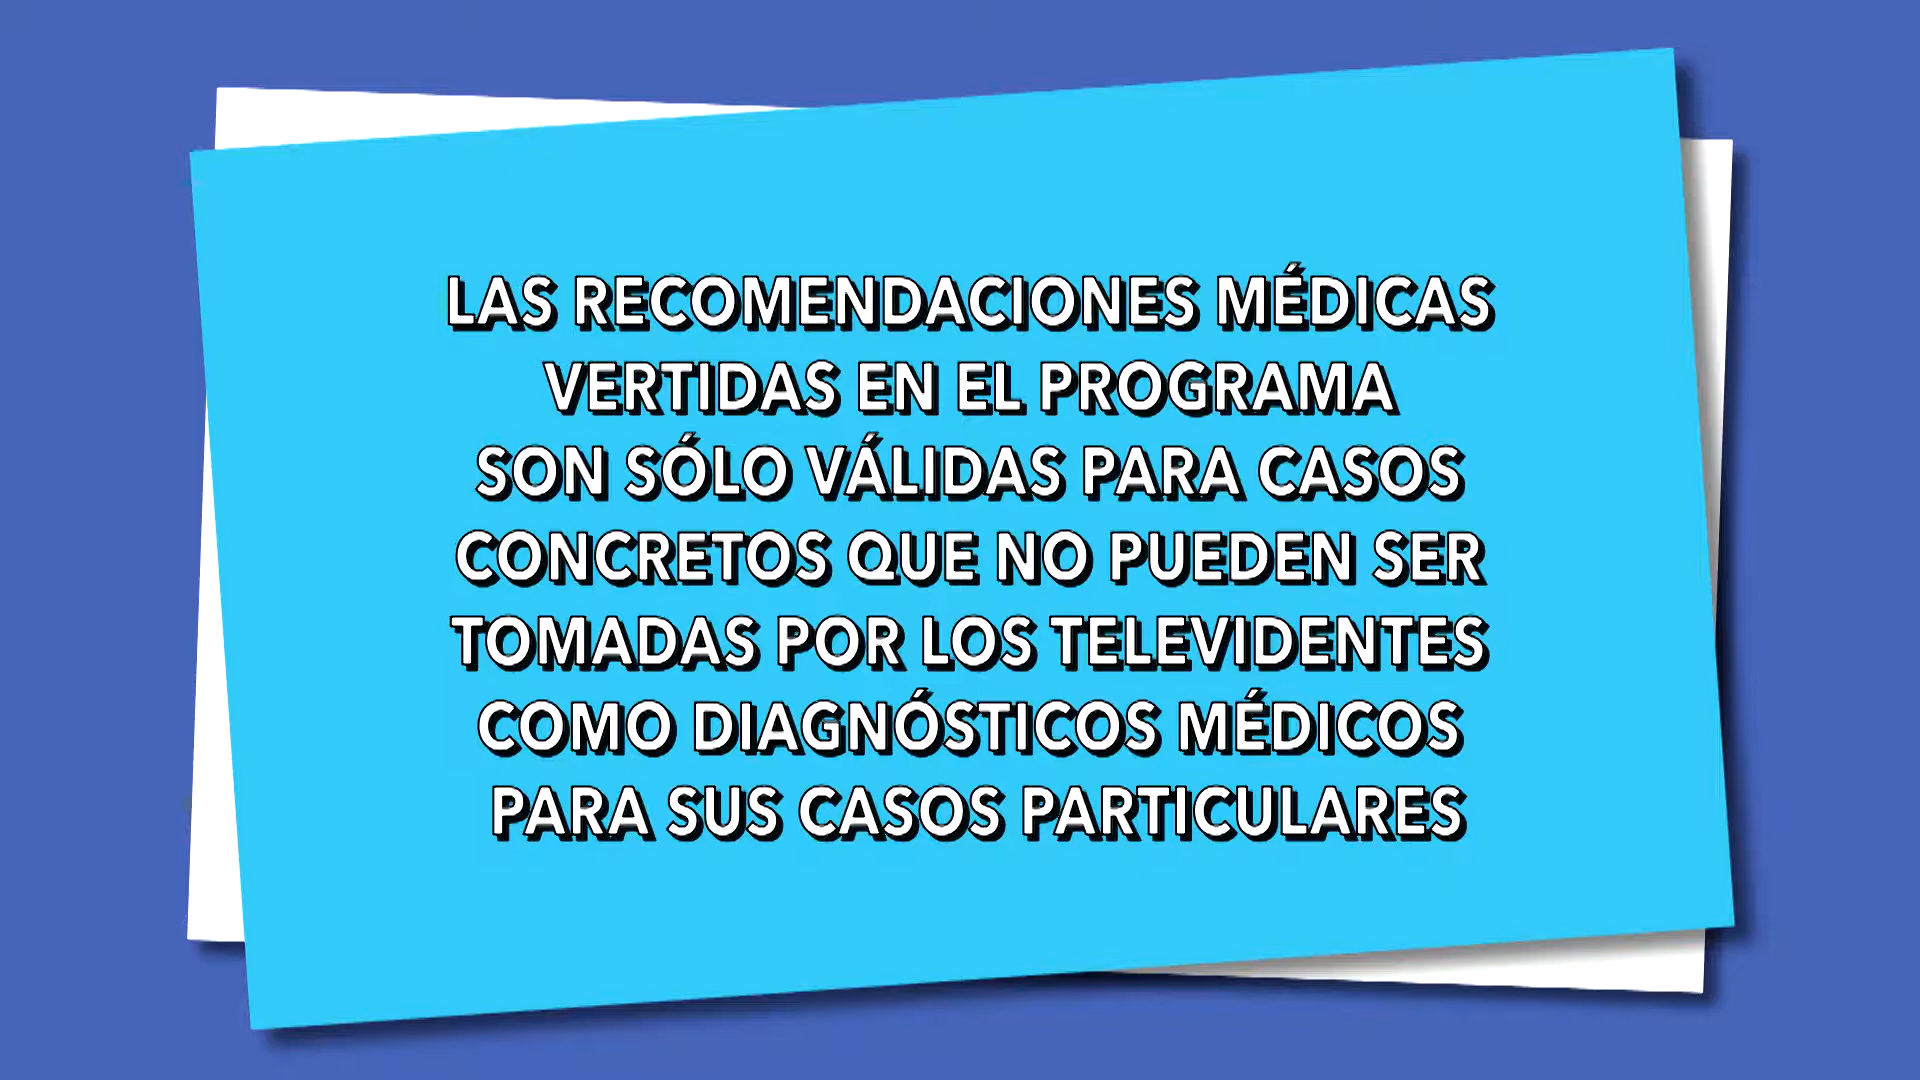 LAS RECOMENDACIONES MÉDICAS
VERTIDAS EN EL PROGRAMA
SON SÓLO VÁLIDAS PARA CASOS
CONCRETOS QUE NO PUEDEN SER
TOMADAS POR LOS TELEVIDENTES
COMO DIAGNÓSTICOS MÉDICOS
PARA SUS CASOS PARTICULARES